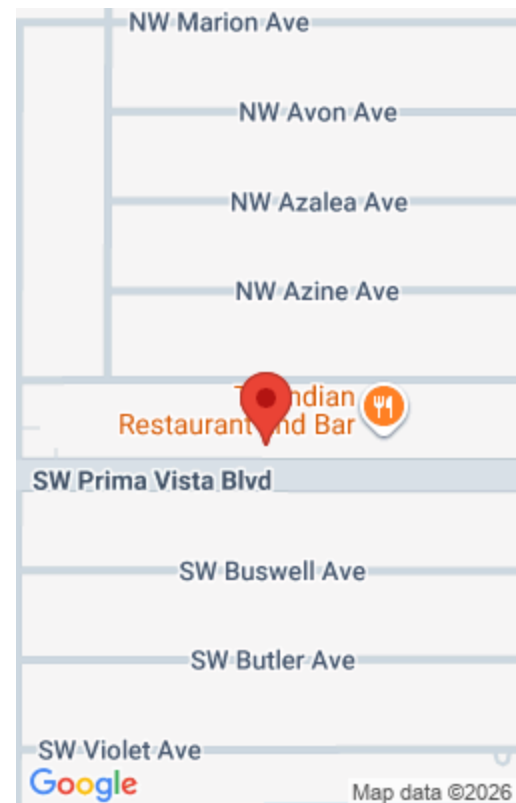 NW Marion Ave
NW Avon Ave
NW Azalea Ave
NW Azine Ave
Indian
Restaurant and Bar
SW Prima Vista Blvd
SW Buswell Ave
SW Butler Ave
SW Violet Ave
Google
Map data ©2026